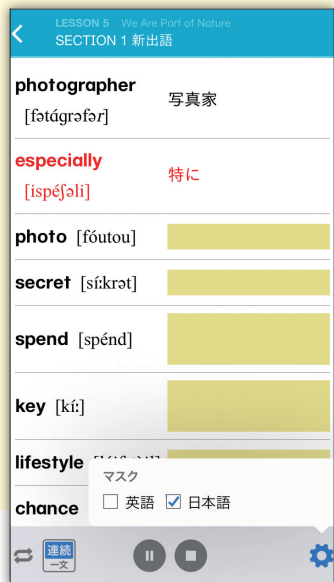 LESSON 5 We Are Part of Nature
SECTION 1 新出語
photographer 写真家
[fətɑ́grəfər]
especially 特に
[ispéʃəli]
photo [fóutou]
secret [síːkrət]
spend [spénd]
key [kíː]
lifestyle
マスク
英語 日本語
chance
連続
一文